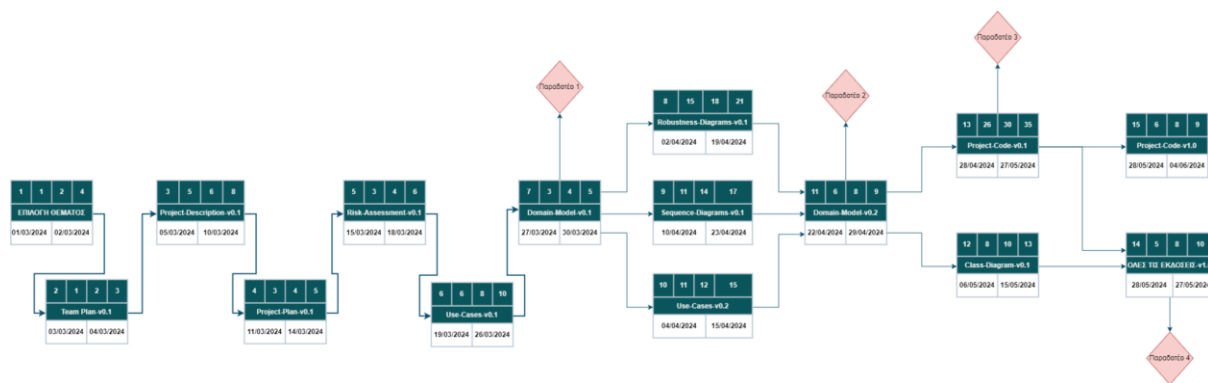 Παραδοτέο 3
Παραδοτέο 1
Παραδοτέο 2
8 15 18 21
Robustness-Diagrams-v0.1
02/04/2024 19/04/2024
13 26 30 35
Project-Code-v0.1
28/04/2024 27/05/2024
15 6 8 9
Project-Code-v1.0
28/05/2024 04/06/2024
1 1 2 4
ΕΠΙΛΟΓΗ ΘΕΜΑΤΟΣ
01/03/2024 02/03/2024
3 5 6 8
Project-Description-v0.1
05/03/2024 10/03/2024
5 3 4 6
Risk-Assessment-v0.1
15/03/2024 18/03/2024
7 3 4 5
Domain-Model-v0.1
27/03/2024 30/03/2024
9 11 14 17
Sequence-Diagrams-v0.1
10/04/2024 23/04/2024
11 6 8 9
Domain-Model-v0.2
22/04/2024 29/04/2024
12 8 10 13
Class-Diagram-v0.1
06/05/2024 15/05/2024
14 5 8 10
ΟΛΕΣ ΤΙΣ ΕΚΔΟΣΕΙΣ-v1.
28/05/2024 27/05/2024
2 1 2 3
Team Plan-v0.1
03/03/2024 04/03/2024
4 3 4 5
Project-Plan-v0.1
11/03/2024 14/03/2024
6 6 8 10
Use-Cases-v0.1
19/03/2024 26/03/2024
10 11 12 15
Use-Cases-v0.2
04/04/2024 15/04/2024
Παραδοτέο 4